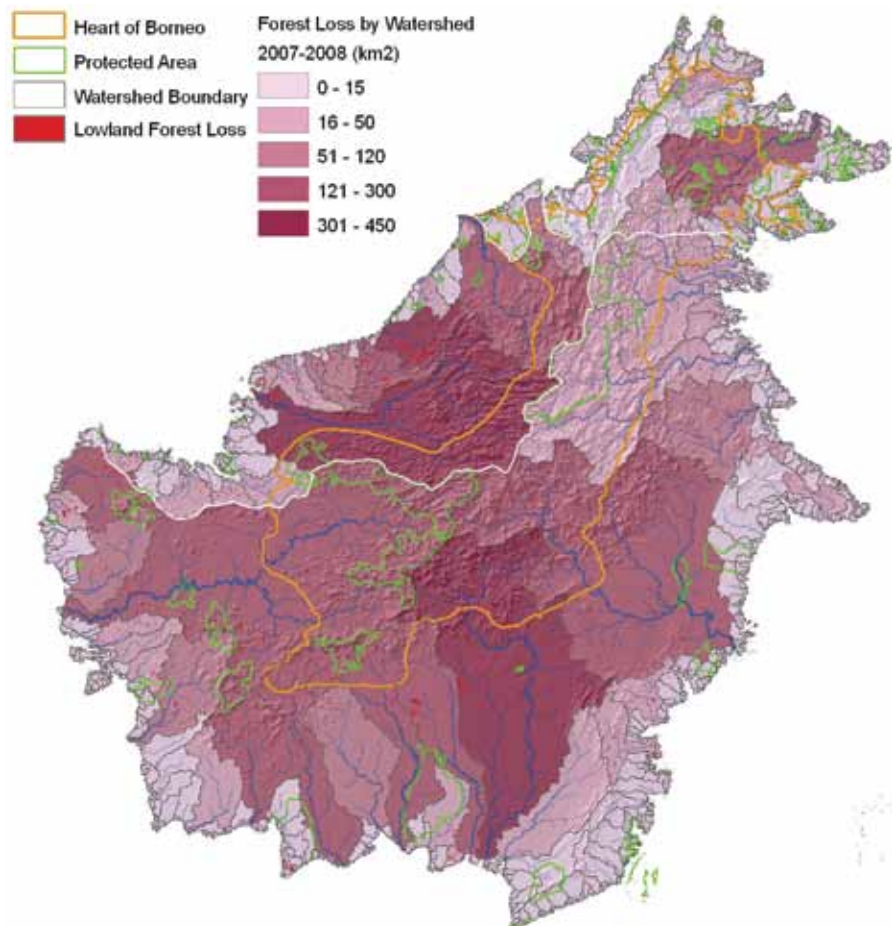 Heart of Borneo
Protected Area
Watershed Boundary
Lowland Forest Loss
Forest Loss by Watershed
2007-2008 (km2)
0 - 15
16 - 50
51 - 120
121 - 300
301 - 450